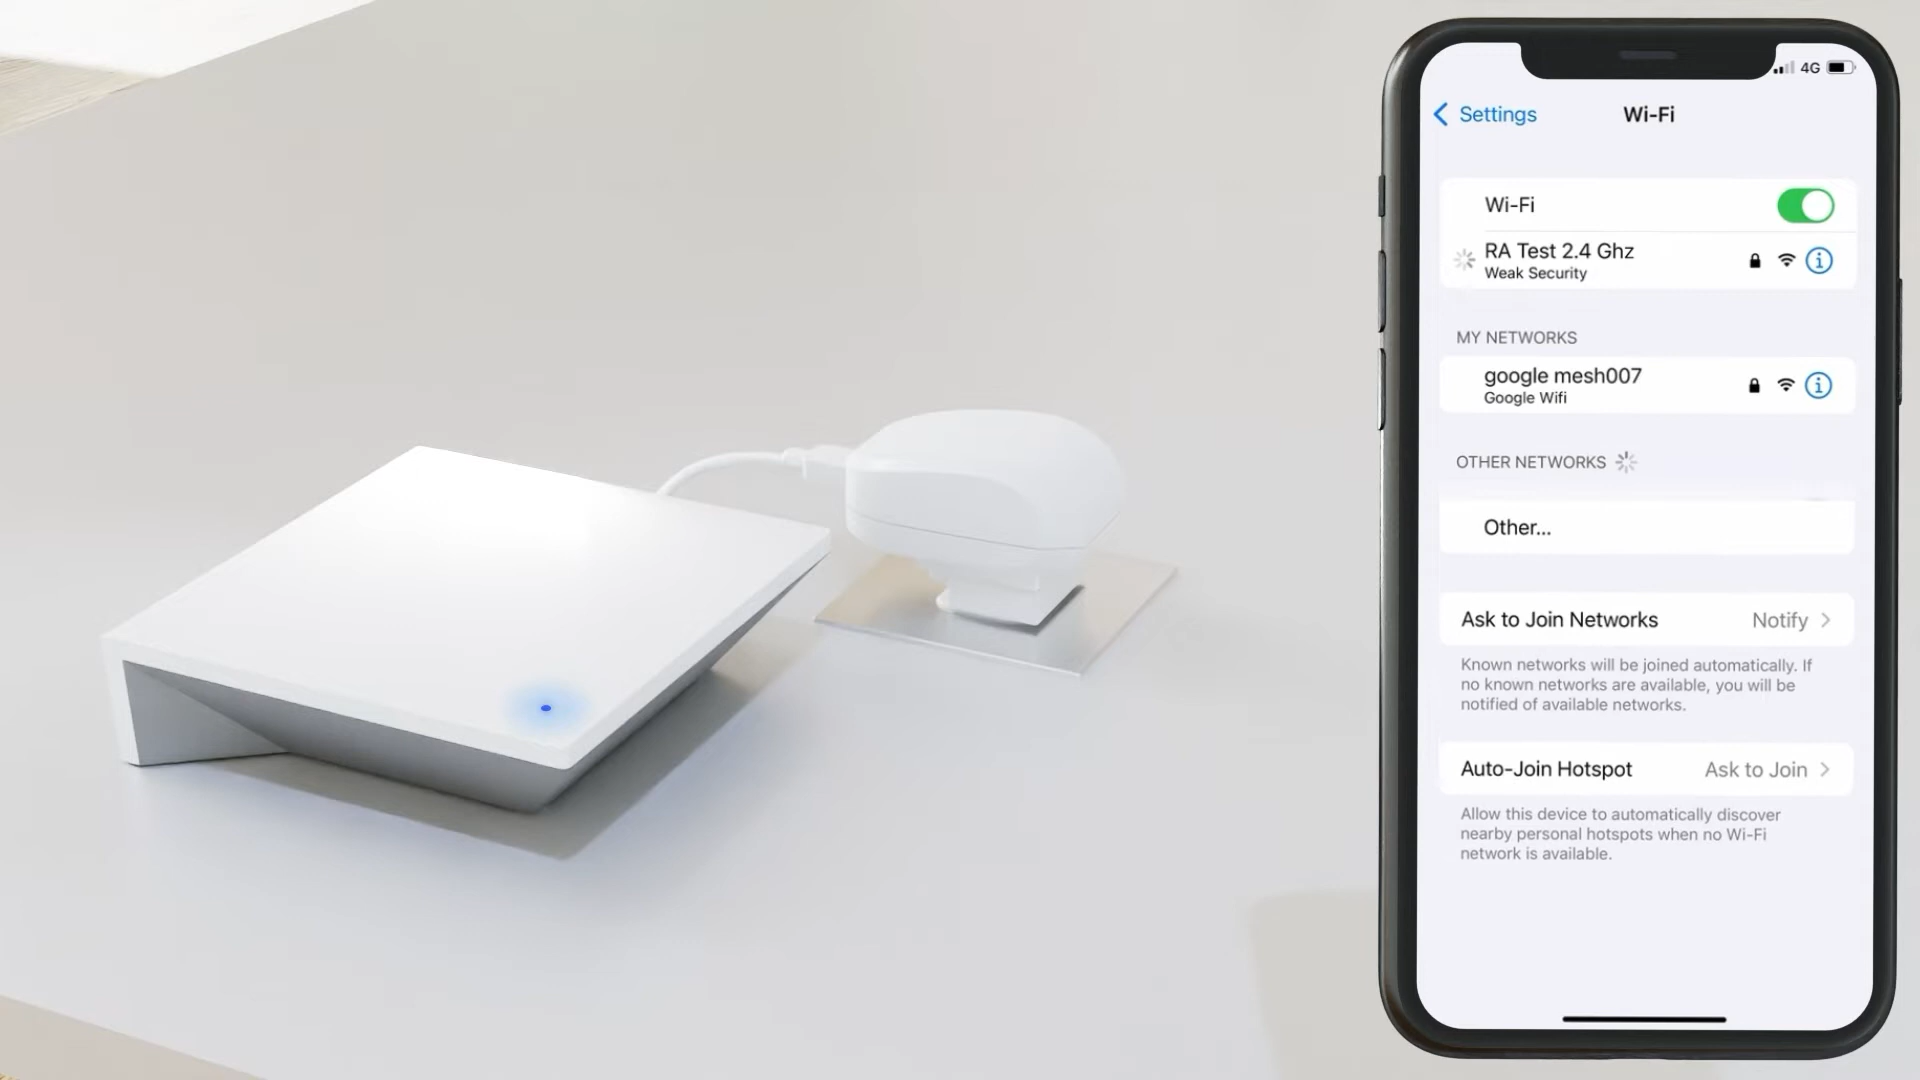 4G
Settings
Wi-Fi
Wi-Fi
RA Test 2.4 Ghz
Weak Security
MY NETWORKS
google mesh007
Google Wifi
OTHER NETWORKS
Other...
Ask to Join Networks Notify
Known networks will be joined automatically. If
no known networks are available, you will be
notified of available networks.
Auto-Join Hotspot Ask to Join
Allow this device to automatically discover
nearby personal hotspots when no Wi-Fi
network is available.